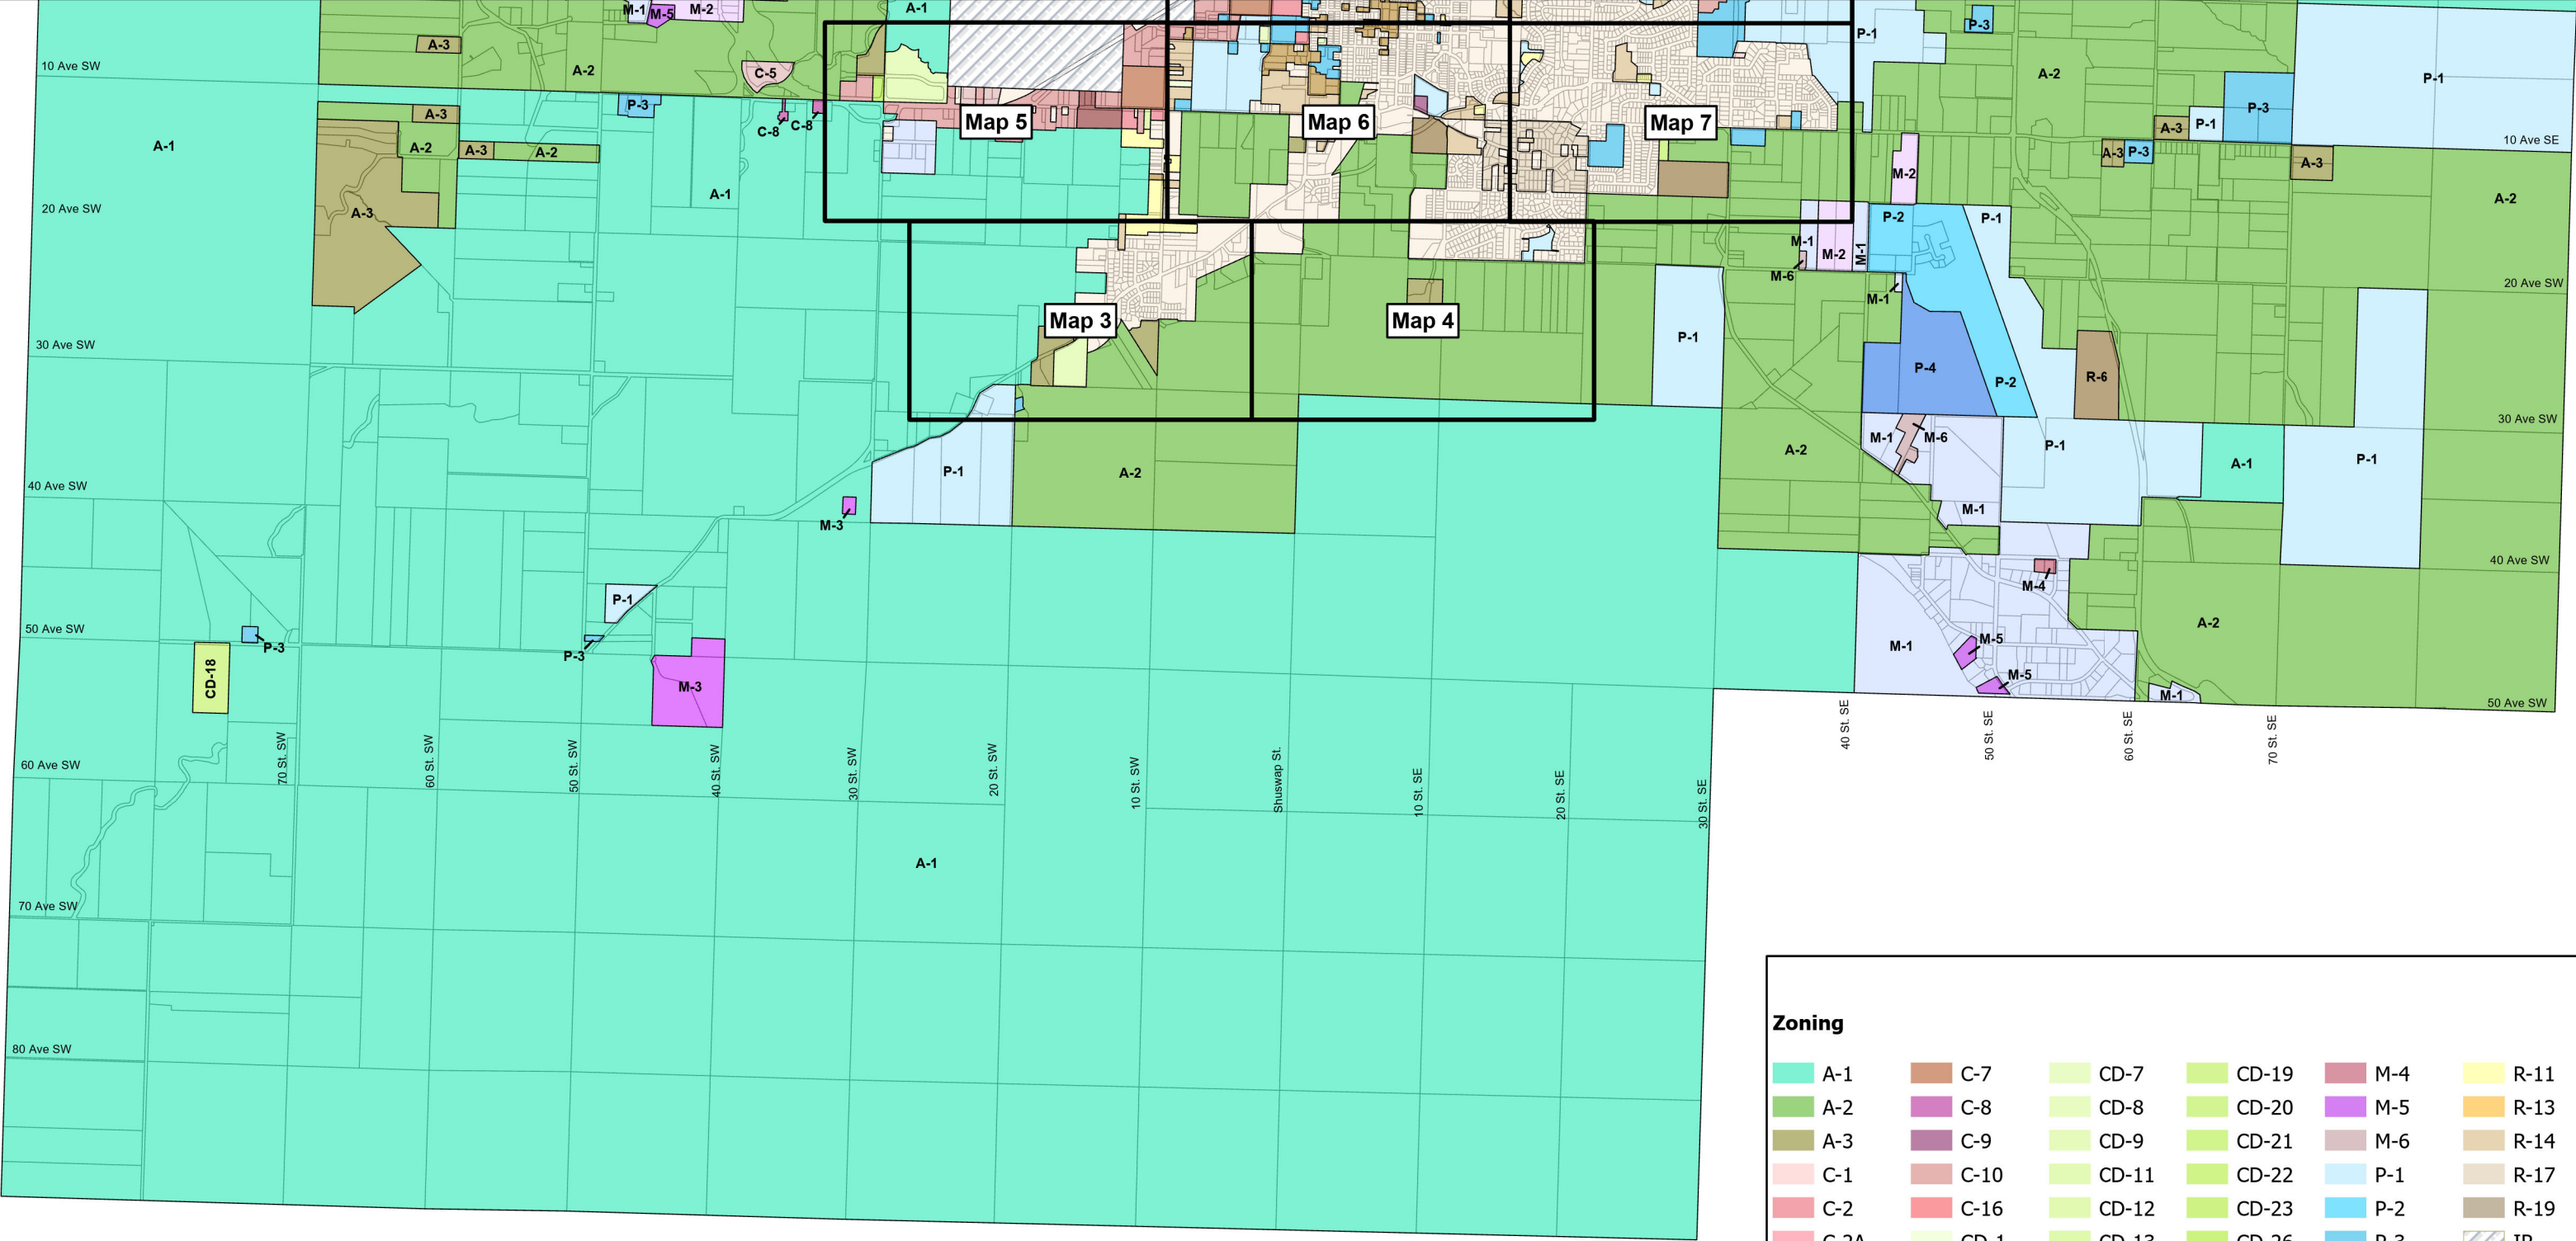 M-1
M-5
M-2
A-1
P-3
P-1
A-3
10 Ave SW
A-2
C-5
A-2
P-1
P-3
P-3
A-3
C-8
C-8
Map 5
Map 6
Map 7
A-3
P-1
10 Ave SE
A-1
A-2
A-3
A-2
A-3
P-3
A-3
M-2
A-1
A-2
20 Ave SW
A-3
P-2
P-1
M-1
M-2
M-1
M-6
20 Ave SW
M-1
Map 3
Map 4
P-1
30 Ave SW
P-4
P-2
R-6
30 Ave SW
M-1
M-6
P-1
A-2
A-1
P-1
P-1
A-2
40 Ave SW
M-3
M-1
40 Ave SW
M-4
P-1
A-2
50 Ave SW
P-3
P-3
M-1
M-5
CD-18
M-3
M-5
M-1
50 Ave SW
40 St. SE
50 St. SE
60 St. SE
70 St. SE
60 Ave SW
70 St. SW
60 St. SW
50 St. SW
40 St. SW
30 St. SW
20 St. SW
10 St. SW
Shuswap St.
10 St. SE
20 St. SE
30 St. SE
A-1
70 Ave SW
80 Ave SW
Zoning
A-1 C-7 CD-7 CD-19 M-4 R-11
A-2 C-8 CD-8 CD-20 M-5 R-13
A-3 C-9 CD-9 CD-21 M-6 R-14
C-1 C-10 CD-11 CD-22 P-1 R-17
C-2 C-16 CD-12 CD-23 P-2 R-19
C-2A CD-1 CD-13 CD-26 P-3 IR